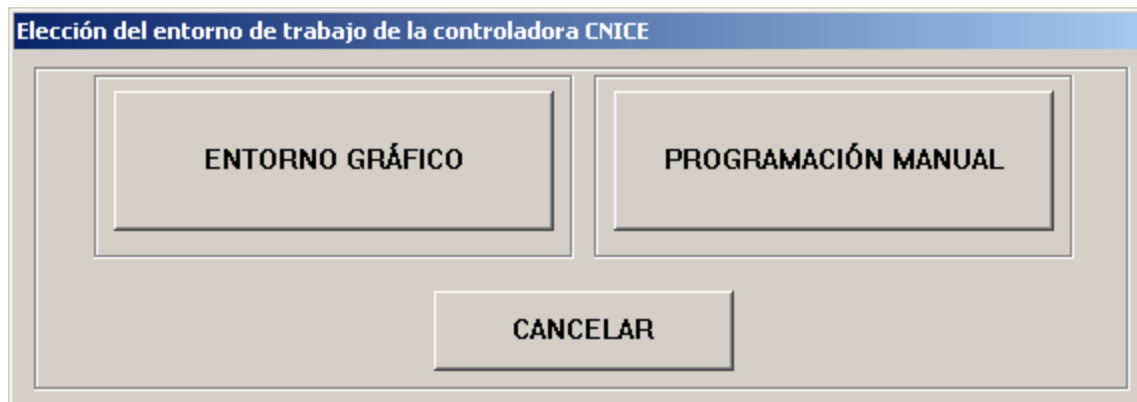 Elección del entorno de trabajo de la controladora CNICE
ENTORNO GRÁFICO
PROGRAMACIÓN MANUAL
CANCELAR